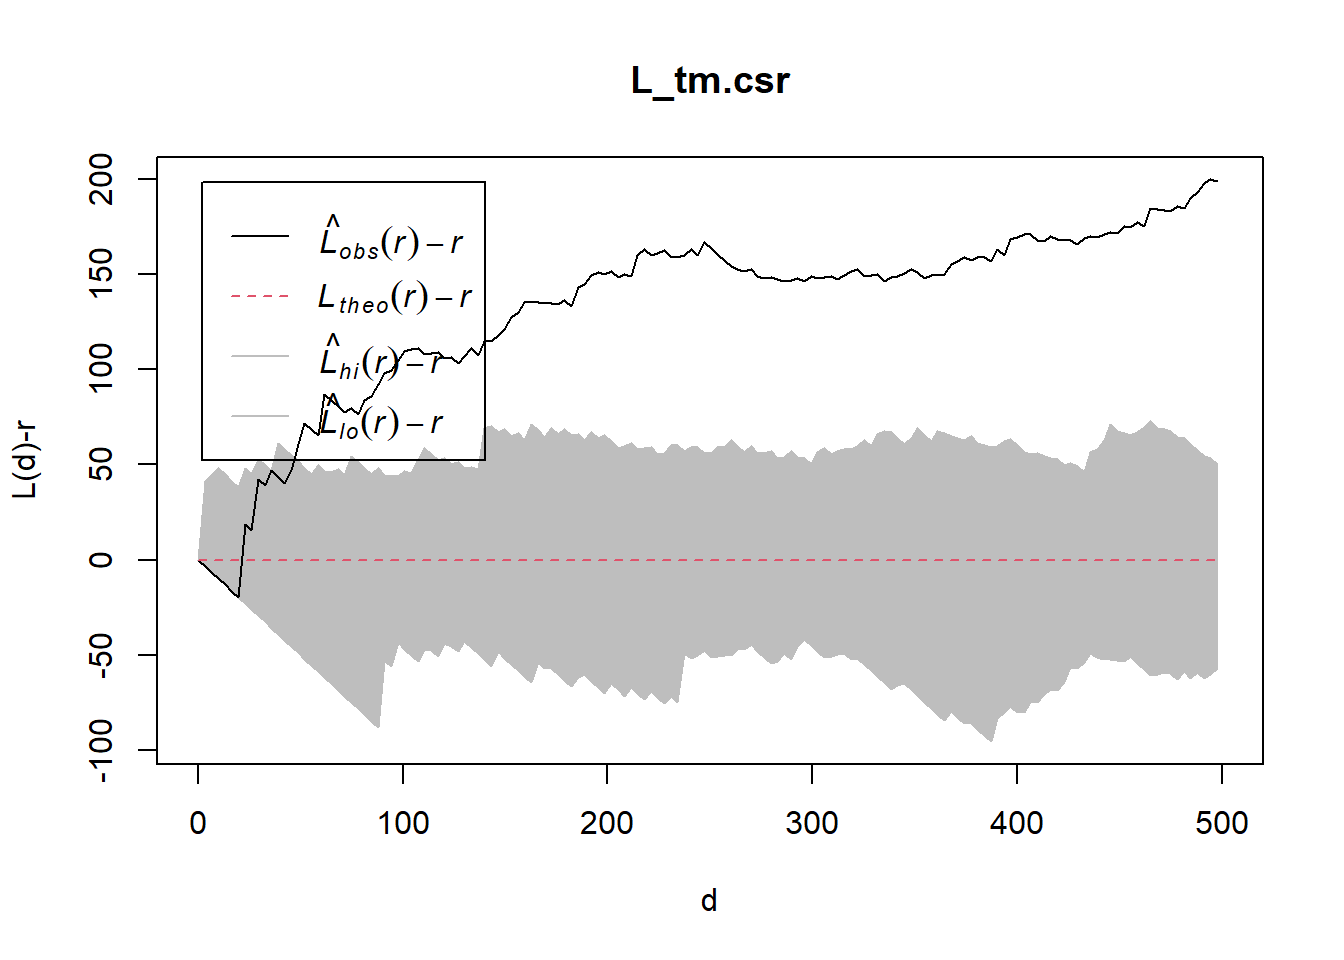 L_tm.csr
L(d)-r
200
150
100
50
0
-50
-100
L̂obs(r) − r
Ltheo(r) − r
L̂hi(r) − r
L̂lo(r) − r
0 100 200 300 400 500
d